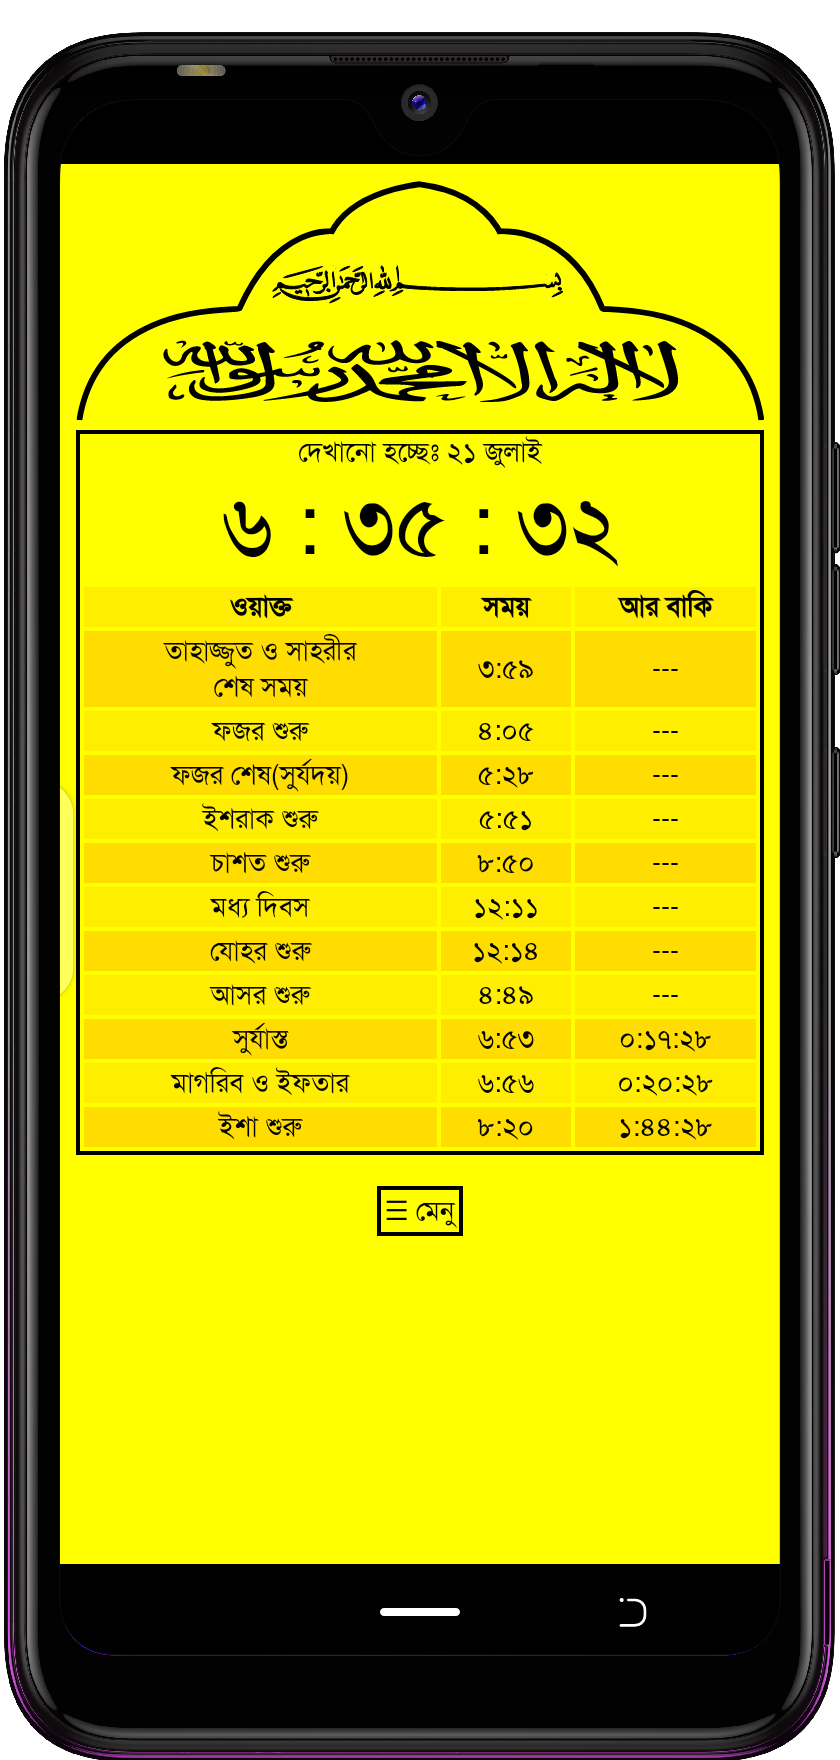 بسم الله الرحمن الرحيم
لا إله إلا الله محمد رسول الله
দেখানো হচ্ছেঃ ২১ জুলাই
৬ : ৩৫ : ৩২
ওয়াক্ত সময় আর বাকি
তাহাজ্জুত ও সাহরীর
শেষ সময় ৩:৫৯ ---
ফজর শুরু ৪:০৫ ---
ফজর শেষ(সুর্যদয়) ৫:২৮ ---
ইশরাক শুরু ৫:৫১ ---
চাশত শুরু ৮:৫০ ---
মধ্য দিবস ১২:১১ ---
যোহর শুরু ১২:১৪ ---
আসর শুরু ৪:৪৯ ---
সুর্যাস্ত ৬:৫৩ ০:১৭:২৮
মাগরিব ও ইফতার ৬:৫৬ ০:২০:২৮
ইশা শুরু ৮:২০ ১:৪৪:২৮
☰ মেনু